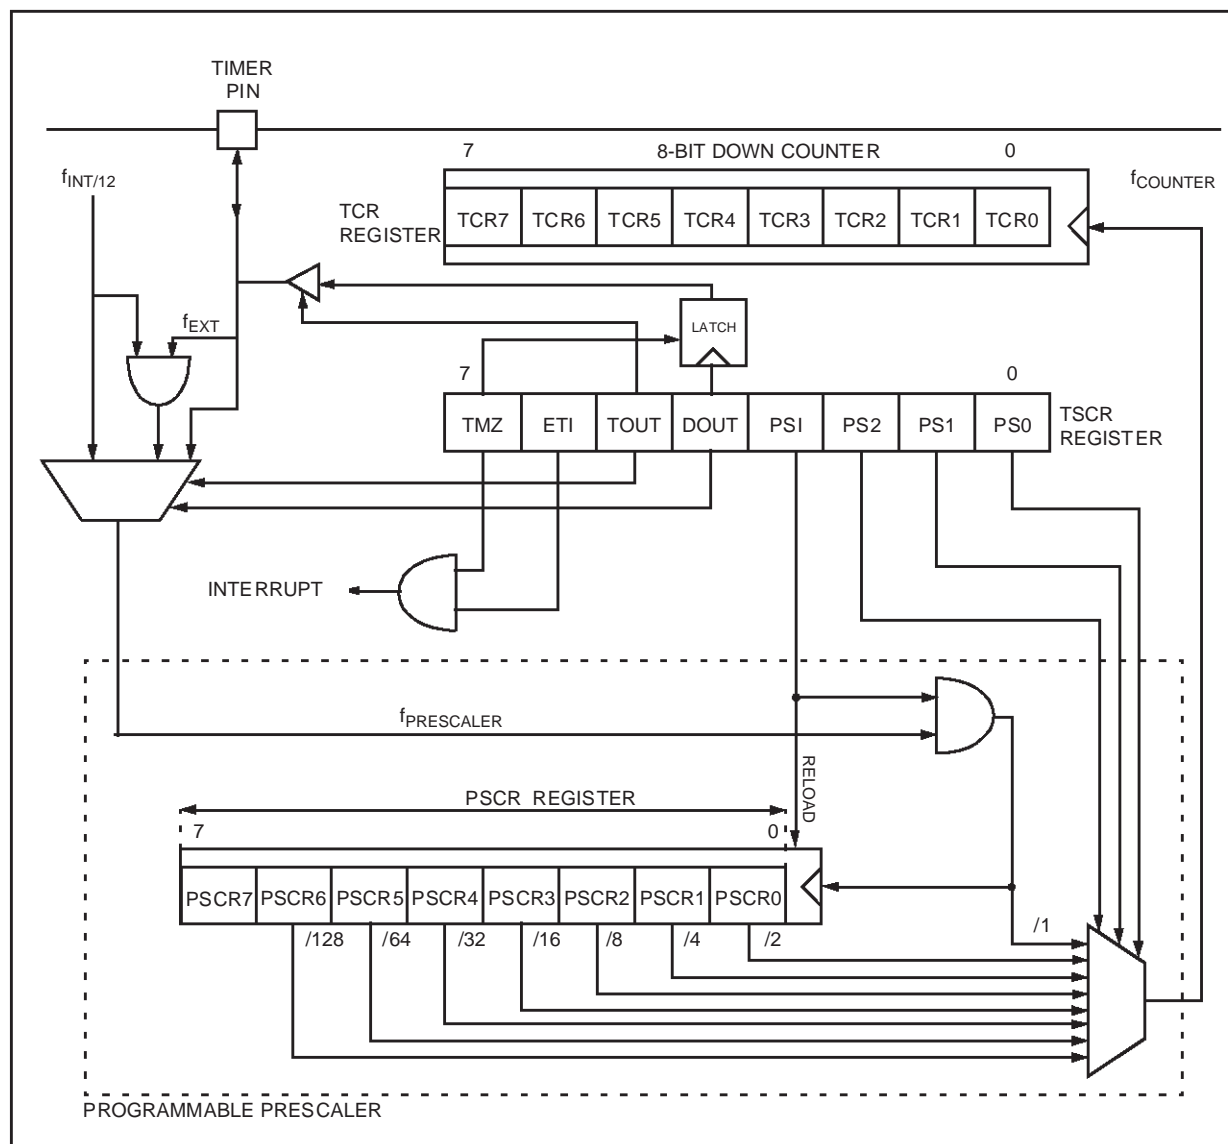 TIMER
PIN
7 8-BIT DOWN COUNTER 0
fINT/12
fCOUNTER
TCR
REGISTER
TCR7 TCR6 TCR5 TCR4 TCR3 TCR2 TCR1 TCR0
fEXT
LATCH
7 0
TMZ ETI TOUT DOUT PSI PS2 PS1 PS0
TSCR
REGISTER
INTERRUPT
fPRESCALER
RELOAD
PSCR REGISTER
7 0
PSCR7 PSCR6 PSCR5 PSCR4 PSCR3 PSCR2 PSCR1 PSCR0
/128 /64 /32 /16 /8 /4 /2 /1
PROGRAMMABLE PRESCALER